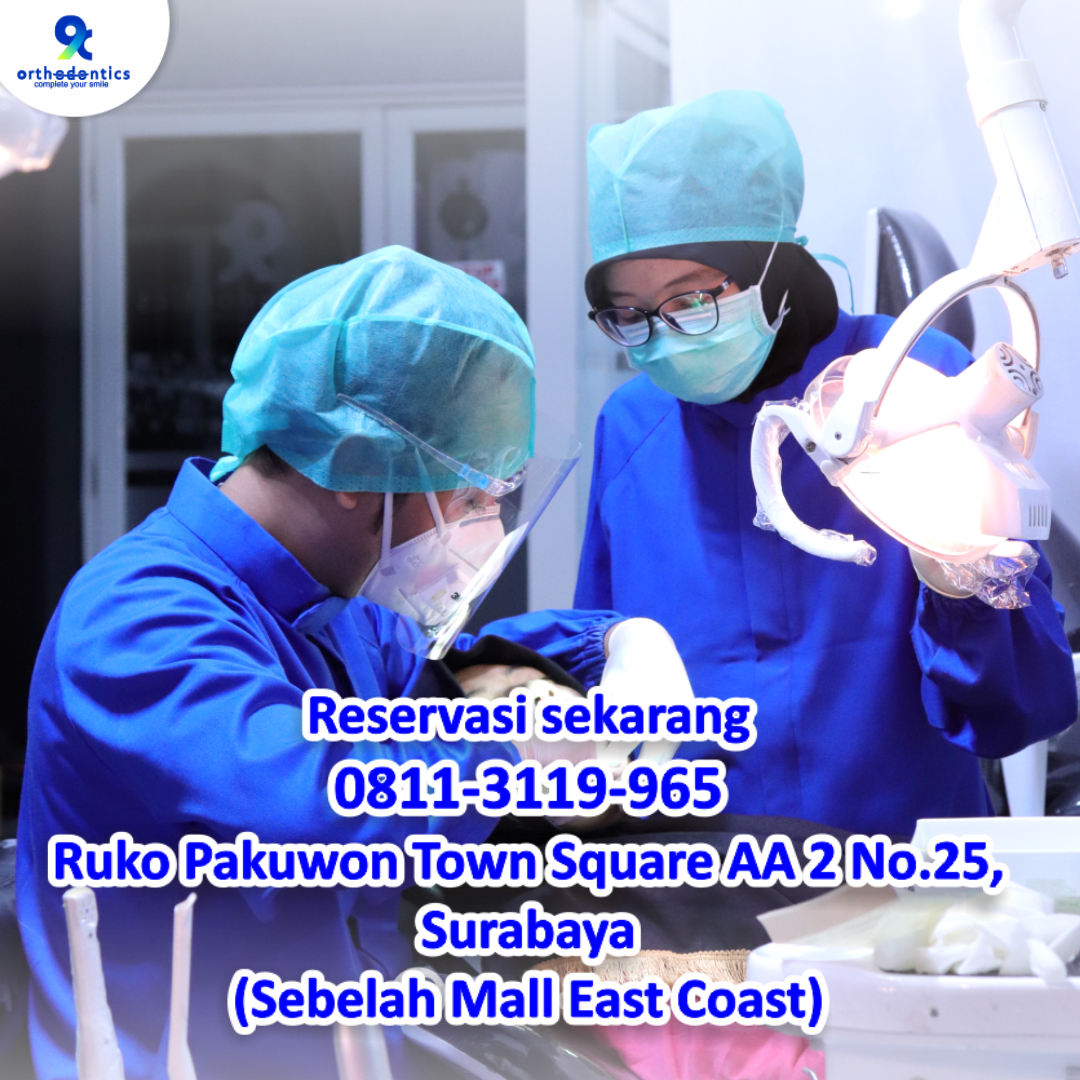 orthodontics
complete your smile
Reservasi sekarang
0811-3119-965
Ruko Pakuwon Town Square AA 2 No.25,
Surabaya
(Sebelah Mall East Coast)